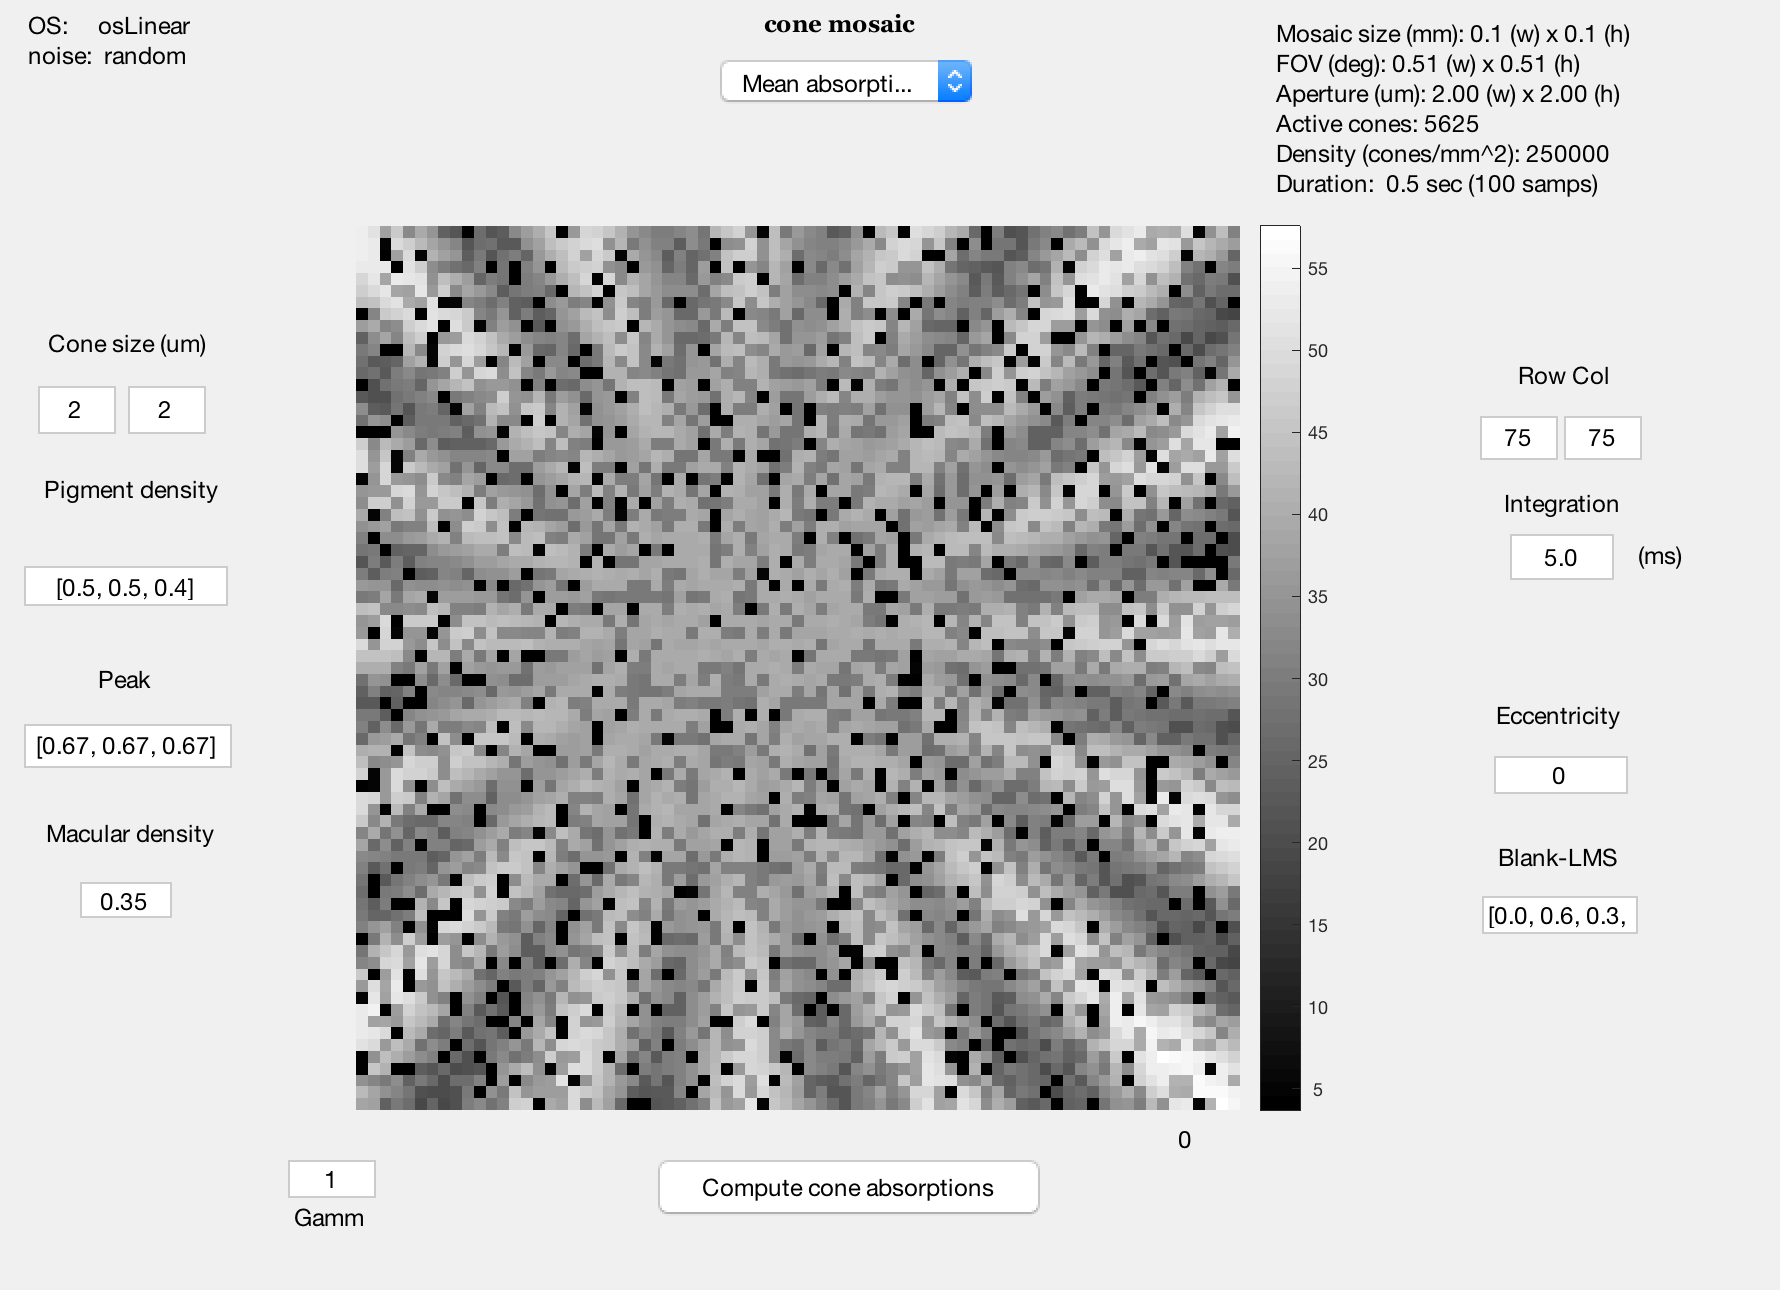 OS: osLinear
noise: random
cone mosaic
Mean absorpti...
Mosaic size (mm): 0.1 (w) x 0.1 (h)
FOV (deg): 0.51 (w) x 0.51 (h)
Aperture (um): 2.00 (w) x 2.00 (h)
Active cones: 5625
Density (cones/mm^2): 250000
Duration: 0.5 sec (100 samps)
Cone size (um)
2 2
Pigment density
[0.5, 0.5, 0.4]
Peak
[0.67, 0.67, 0.67]
Macular density
0.35
55
50
45
40
35
30
25
20
15
10
5
Row Col
75 75
Integration
5.0 (ms)
Eccentricity
0
Blank-LMS
[0.0, 0.6, 0.3,
0
1
Gamm
Compute cone absorptions